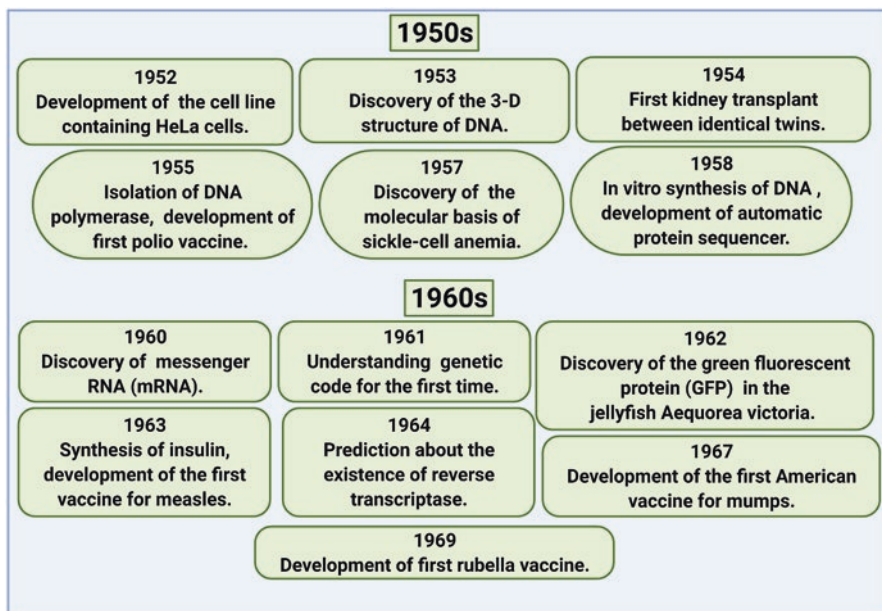 1950s
1952
Development of the cell line
containing HeLa cells.
1953
Discovery of the 3-D
structure of DNA.
1954
First kidney transplant
between identical twins.
1955
Isolation of DNA
polymerase, development of
first polio vaccine.
1957
Discovery of the
molecular basis of
sickle-cell anemia.
1958
In vitro synthesis of DNA ,
development of automatic
protein sequencer.
1960s
1960
Discovery of messenger
RNA (mRNA).
1961
Understanding genetic
code for the first time.
1962
Discovery of the green fluorescent
protein (GFP) in the
jellyfish Aequorea victoria.
1963
Synthesis of insulin,
development of the first
vaccine for measles.
1964
Prediction about the
existence of reverse
transcriptase.
1967
Development of the first American
vaccine for mumps.
1969
Development of first rubella vaccine.